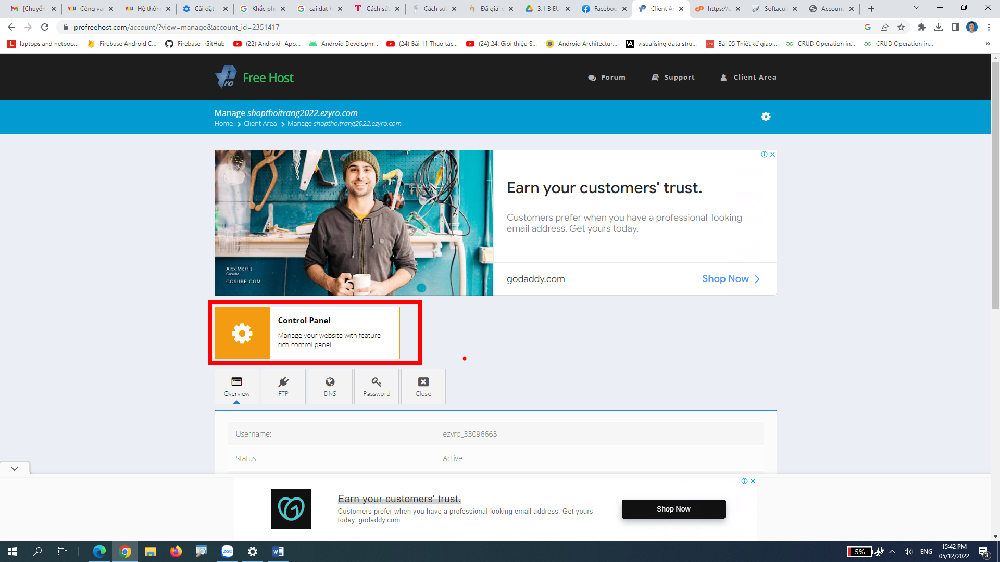 [Chuyển
Công vă
Hệ thốn
Cài đặt -
Khắc ph
cai dat h
Cách sửa
Cách sửa
Đã giải q
3.1 BIEU
Faceboo
Client A
https://c
Softacul
Account
profreehost.com/account/?view=manage&account_id=2351417
laptops and netboo...
Firebase Android C...
Firebase · GitHub
(22) Android -App...
Android Developm...
(24) Bài 11 Thao tác...
(24) 24. Giới thiệu S...
Android Architectur...
visualising data stru...
Bài 05 Thiết kế giao...
CRUD Operation in...
CRUD Operation in...
»
ro Free Host
Forum
Support
Client Area
Manage shopthoitrang2022.ezyro.com
Home > Client Area > Manage shopthoitrang2022.ezyro.com
Earn your customers' trust.
Customers prefer when you have a professional-looking
email address. Get yours today.
Alex Morris
Cosube
COSUBE.COM
godaddy.com
Shop Now
Control Panel
Manage your website with feature
rich control panel
Overview
FTP
DNS
Password
Close
Username: ezyro_33096665
Status: Active
Earn your customers' trust.
Customers prefer when you have a professional-looking email address. Get yours
today. godaddy.com
Shop Now
Zalo
5%
ENG
15:42 PM
05/12/2022
3